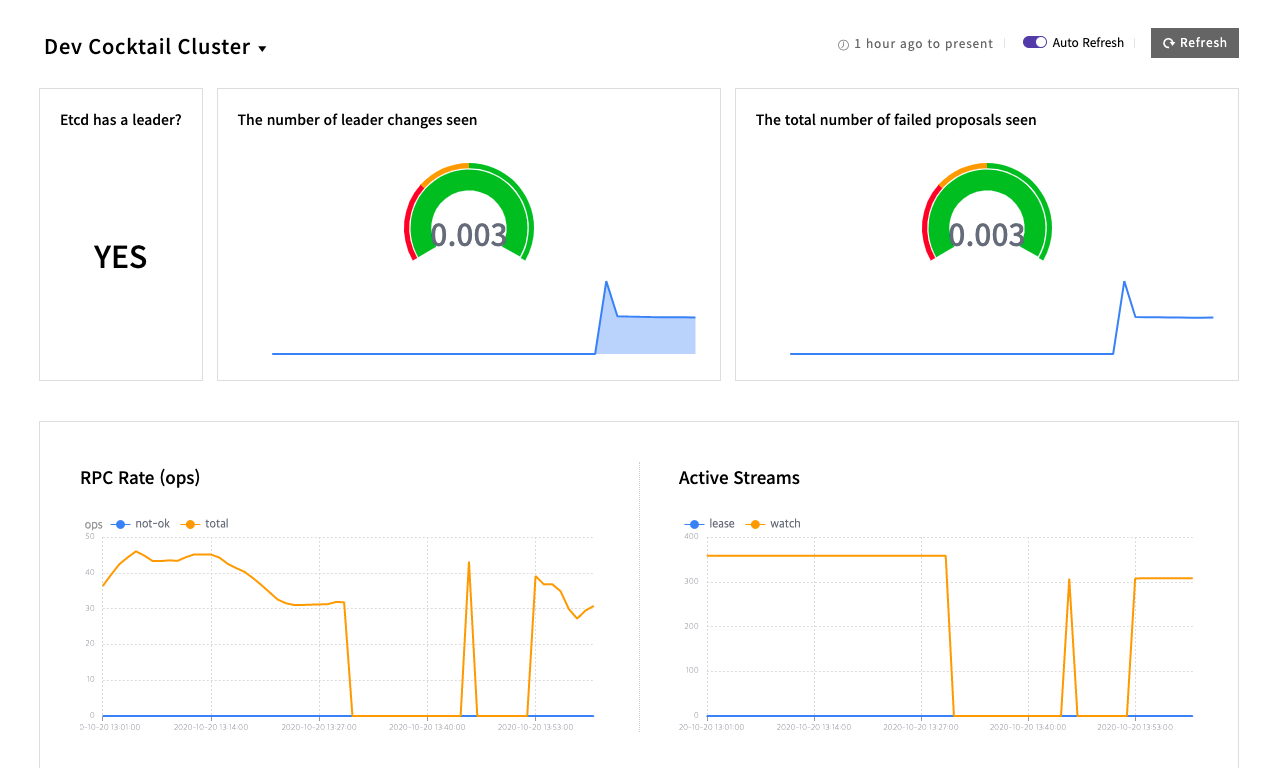 Dev Cocktail Cluster
1 hour ago to present
Auto Refresh
Refresh
Etcd has a leader?
YES
The number of leader changes seen
0.003
The total number of failed proposals seen
0.003
RPC Rate (ops)
ops not-ok total
50
40
30
20
10
0
0-10-20 13:01:00 2020-10-20 13:14:00 2020-10-20 13:27:00 2020-10-20 13:40:00 2020-10-20 13:53:00
Active Streams
lease watch
400
300
200
100
0
20-10-20 13:01:00 2020-10-20 13:14:00 2020-10-20 13:27:00 2020-10-20 13:40:00 2020-10-20 13:53:00